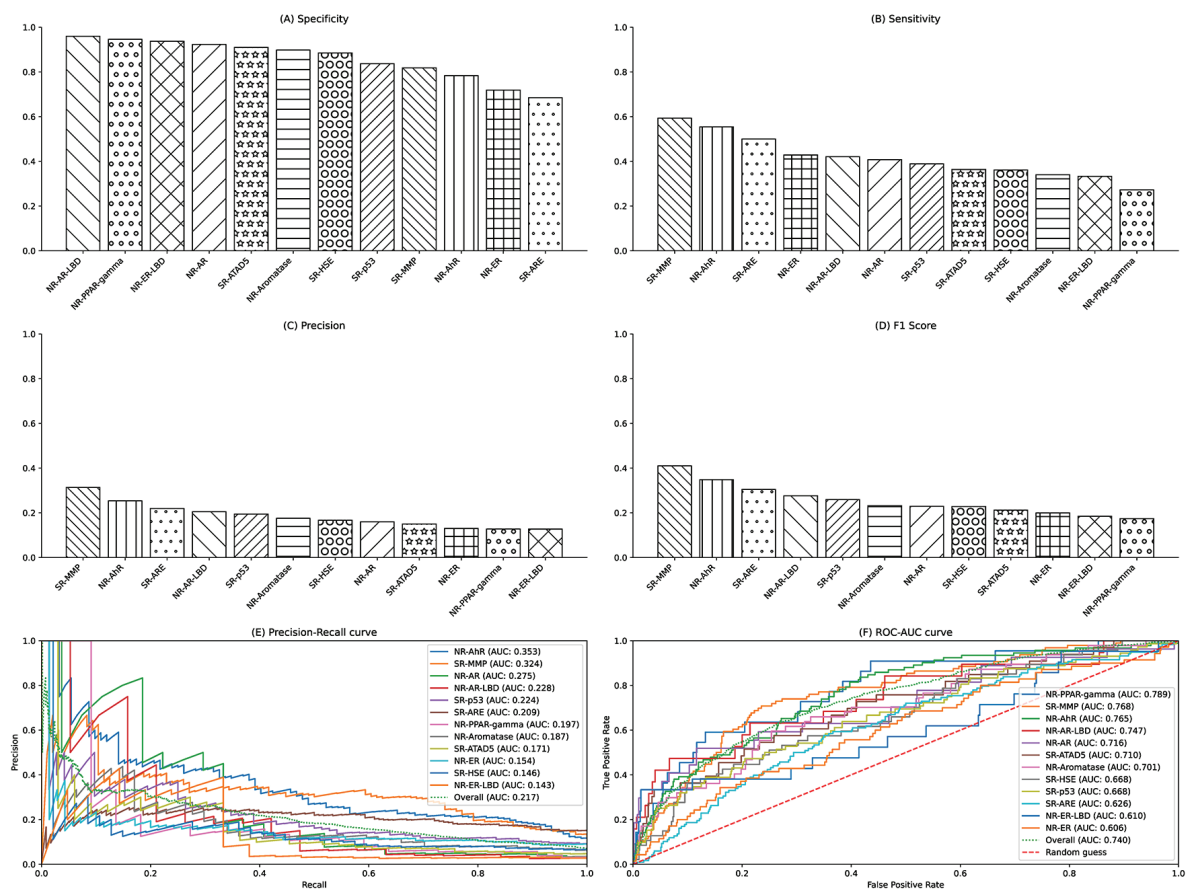 (A) Specificity
1.0
0.8
0.6
0.4
0.2
0.0
NR-AR-LBD
NR-PPAR-gamma
NR-ER-LBD
NR-AR
SR-ATAD5
NR-Aromatase
SR-HSE
SR-p53
SR-MMP
NR-AhR
NR-ER
SR-ARE
(B) Sensitivity
1.0
0.8
0.6
0.4
0.2
0.0
SR-MMP
NR-AhR
SR-ARE
NR-ER
NR-AR-LBD
NR-AR
SR-p53
SR-ATAD5
SR-HSE
NR-Aromatase
NR-ER-LBD
NR-PPAR-gamma
(C) Precision
1.0
0.8
0.6
0.4
0.2
0.0
SR-MMP
NR-AhR
SR-ARE
NR-AR-LBD
SR-p53
NR-Aromatase
SR-HSE
NR-AR
SR-ATAD5
NR-ER
NR-PPAR-gamma
NR-ER-LBD
(D) F1 Score
1.0
0.8
0.6
0.4
0.2
0.0
SR-MMP
NR-AhR
SR-ARE
NR-AR-LBD
SR-p53
NR-Aromatase
NR-AR
SR-HSE
SR-ATAD5
NR-ER
NR-ER-LBD
NR-PPAR-gamma
(E) Precision-Recall curve
Precision
1.0
0.8
0.6
0.4
0.2
0.0
NR-AhR (AUC: 0.353)
SR-MMP (AUC: 0.324)
NR-AR (AUC: 0.275)
NR-AR-LBD (AUC: 0.228)
SR-p53 (AUC: 0.224)
SR-ARE (AUC: 0.209)
NR-PPAR-gamma (AUC: 0.197)
NR-Aromatase (AUC: 0.187)
SR-ATAD5 (AUC: 0.171)
NR-ER (AUC: 0.154)
SR-HSE (AUC: 0.146)
NR-ER-LBD (AUC: 0.143)
Overall (AUC: 0.217)
0.0 0.2 0.4 0.6 0.8 1.0
Recall
(F) ROC-AUC curve
True Positive Rate
1.0
0.8
0.6
0.4
0.2
0.0
NR-PPAR-gamma (AUC: 0.789)
SR-MMP (AUC: 0.768)
NR-AhR (AUC: 0.765)
NR-AR-LBD (AUC: 0.747)
NR-AR (AUC: 0.716)
SR-ATAD5 (AUC: 0.710)
NR-Aromatase (AUC: 0.701)
SR-HSE (AUC: 0.668)
SR-p53 (AUC: 0.668)
SR-ARE (AUC: 0.626)
NR-ER-LBD (AUC: 0.610)
NR-ER (AUC: 0.606)
Overall (AUC: 0.740)
Random guess
0.0 0.2 0.4 0.6 0.8 1.0
False Positive Rate